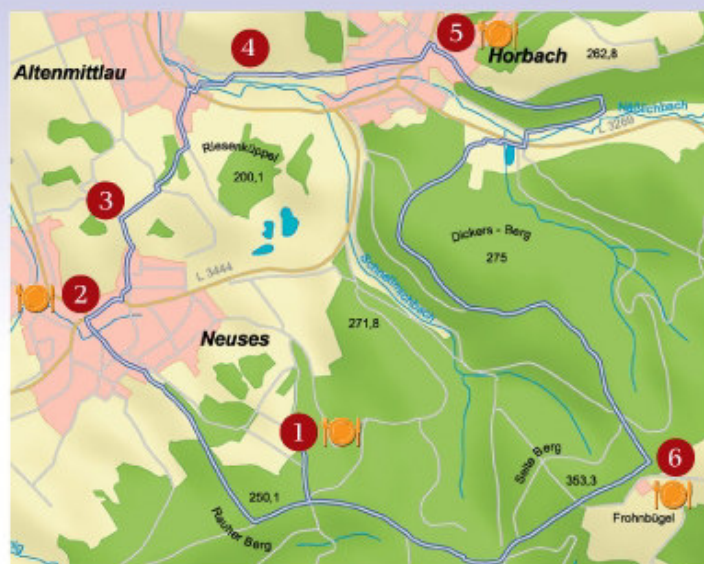 4
5
Horbach
262,8
Altenmittlau
L 3269
Riesenküppel
200,1
3
Dickers - Berg
275
L 3444
2
271,8
Neuses
1
6
Seite Berg
353,3
250,1
Frohnbügel
Rauher Berg